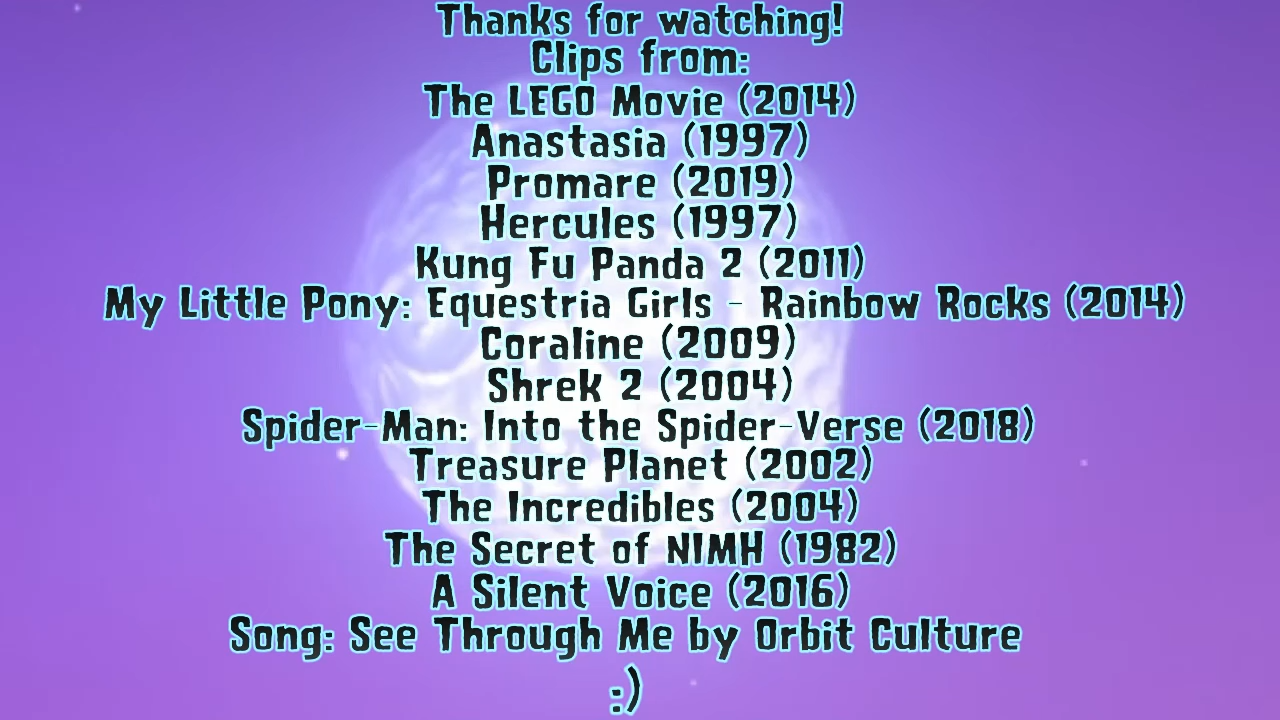 Thanks for watching!
Clips from:
The LEGO Movie (2014)
Anastasia (1997)
Promare (2019)
Hercules (1997)
Kung Fu Panda 2 (2011)
My Little Pony: Equestria Girls - Rainbow Rocks (2014)
Coraline (2009)
Shrek 2 (2004)
Spider-Man: Into the Spider-Verse (2018)
Treasure Planet (2002)
The Incredibles (2004)
The Secret of NIMH (1982)
A Silent Voice (2016)
Song: See Through Me by Orbit Culture
:)